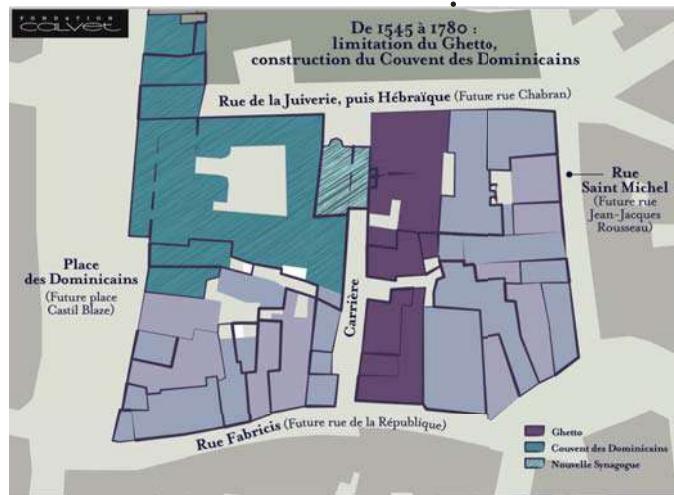 FONDATION
CALVET
De 1545 à 1780 :
limitation du Ghetto,
construction du Couvent des Dominicains
Rue de la Juiverie, puis Hébraïque (Future rue Chabran)
Rue
Saint Michel
(Future rue
Jean-Jacques
Rousseau)
Place
des Dominicains
(Future place
Castil Blaze)
Carrière
Rue Fabricis (Future rue de la République)
Ghetto
Couvent des Dominicains
Nouvelle Synagogue